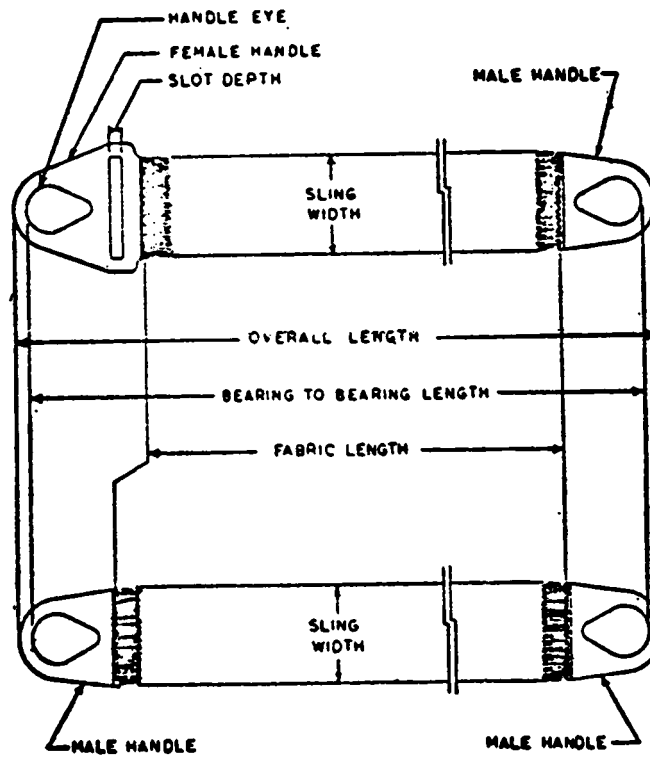 HANDLE EYE
FEMALE HANDLE
SLOT DEPTH
MALE HANDLE
SLING
WIDTH
OVERALL LENGTH
BEARING TO BEARING LENGTH
FABRIC LENGTH
SLING
WIDTH
MALE HANDLE
MALE HANDLE